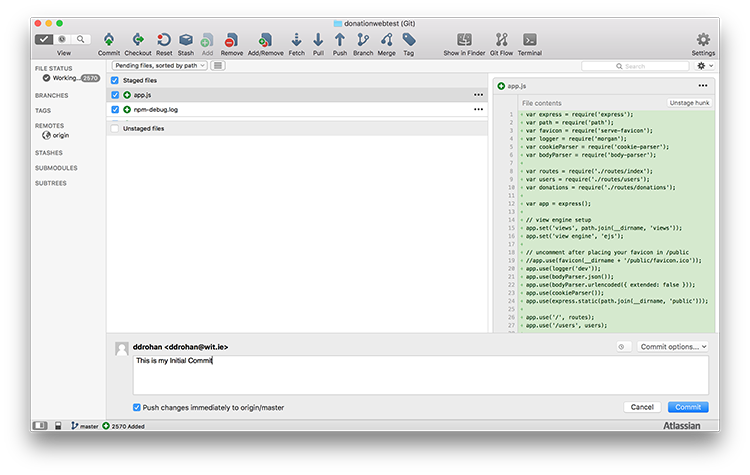 donationwebtest (Git)
View Commit Checkout Reset Stash Add Remove Add/Remove Fetch Pull Push Branch Merge Tag Show in Finder Git Flow Terminal Settings
Pending files, sorted by path
Search
FILE STATUS
Working... 2570
BRANCHES
TAGS
REMOTES
origin
STASHES
SUBMODULES
SUBTREES
Staged files
app.js
npm-debug.log
Unstaged files
app.js
File contents Unstage hunk
1 + var express = require('express');
2 + var path = require('path');
3 + var favicon = require('serve-favicon');
4 + var logger = require('morgan');
5 + var cookieParser = require('cookie-parser');
6 + var bodyParser = require('body-parser');
7 +
8 + var routes = require('./routes/index');
9 + var users = require('./routes/users');
10 + var donations = require('./routes/donations');
11 +
12 + var app = express();
13 +
14 + // view engine setup
15 + app.set('views', path.join(__dirname, 'views'));
16 + app.set('view engine', 'ejs');
17 +
18 + // uncomment after placing your favicon in /public
19 + //app.use(favicon(__dirname + '/public/favicon.ico'));
20 + app.use(logger('dev'));
21 + app.use(bodyParser.json());
22 + app.use(bodyParser.urlencoded({ extended: false }));
23 + app.use(cookieParser());
24 + app.use(express.static(path.join(__dirname, 'public')));
25 +
26 + app.use('/', routes);
27 + app.use('/users', users);
ddrohan <ddrohan@wit.ie>
Commit options...
This is my Initial Commit
Push changes immediately to origin/master
Cancel Commit
master 2570 Added
Atlassian